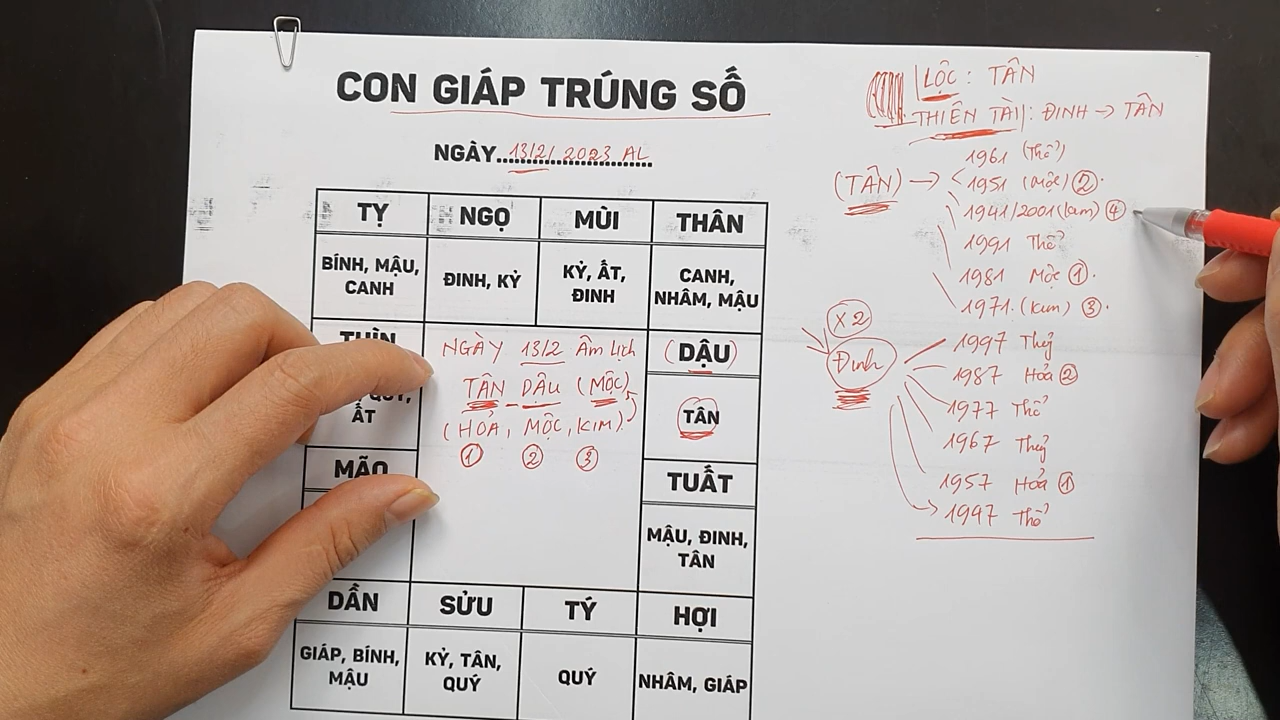 CON GIÁP TRÚNG SỐ
NGÀY 13/2/ 2023 AL
TỴ NGỌ MÙI THÂN
BÍNH, MẬU, CANH
ĐINH, KỶ
KỶ, ẤT, ĐINH
CANH, NHÂM, MẬU
THÌN
QUÝ,
ẤT
NGÀY 13/2 Âm lịch
TÂN DẬU (MỘC)
(HỎA, MỘC, KIM)
① ② ③
(DẬU)
TÂN
MÃO
TUẤT
MẬU, ĐINH, TÂN
DẦN SỬU TÝ HỢI
GIÁP, BÍNH, MẬU
KỶ, TÂN, QUÝ
QUÝ
NHÂM, GIÁP
LỘC: TÂN
THIÊN TÀI: ĐINH → TÂN
(TÂN) →
1961 (Thổ)
1951 (Mộc) ②
1941/2001 (Kim) ④
1991 Thổ
1981 Mộc ①
1971 (Kim) ③
X2
Đinh
1997 Thủy
1987 Hỏa ②
1977 Thổ
1967 Thủy
1957 Hỏa ①
1947 Thổ